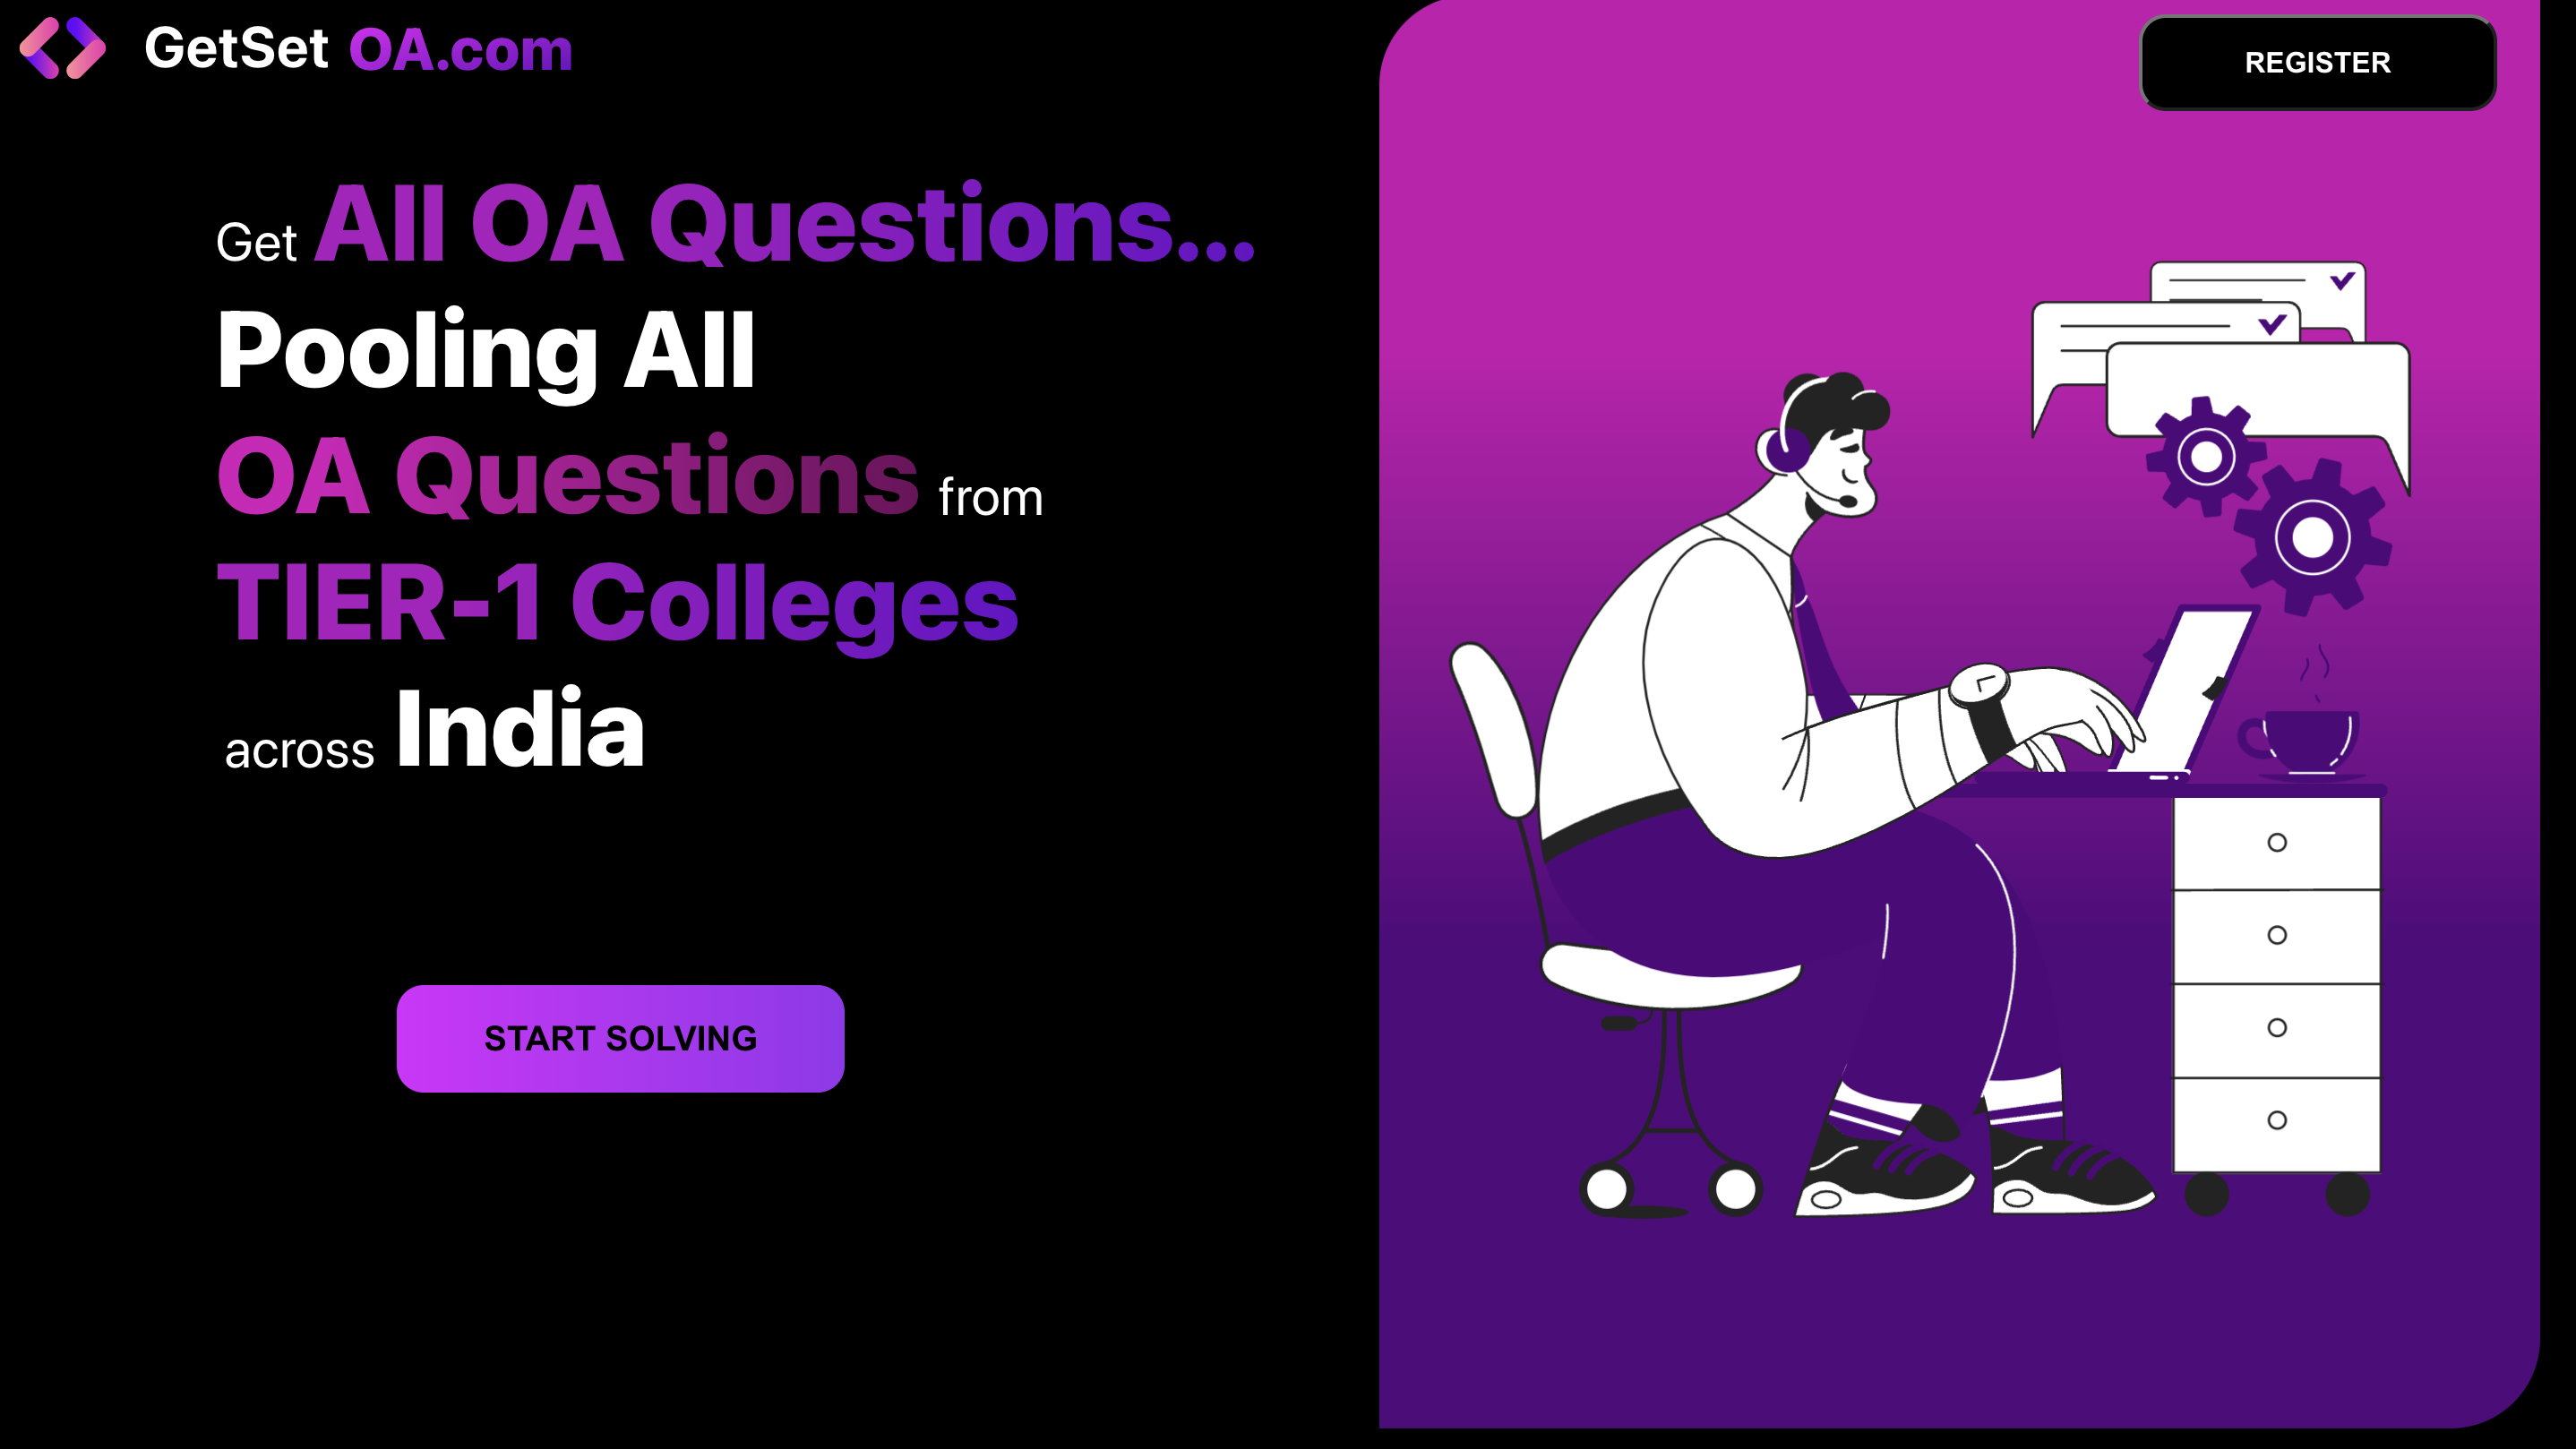 GetSet OA.com
REGISTER
Get All OA Questions...
Pooling All
OA Questions from
TIER-1 Colleges
across India
START SOLVING